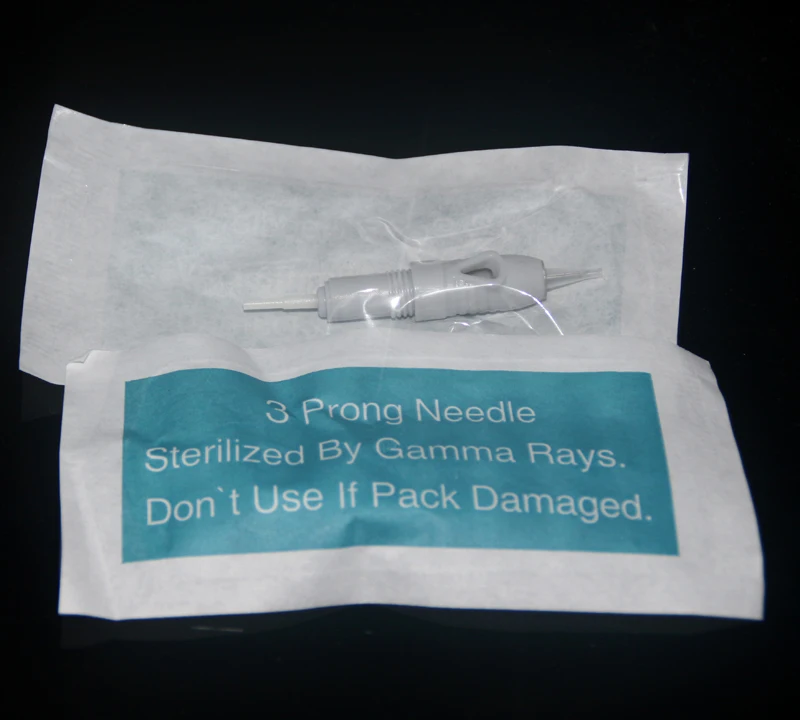 3 Prong Needle
Sterilized By Gamma Rays.
Don`t Use If Pack Damaged.